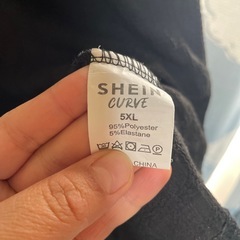 SHEIN
CURVE
5XL
95%Polyester
5%Elastane
CHINA